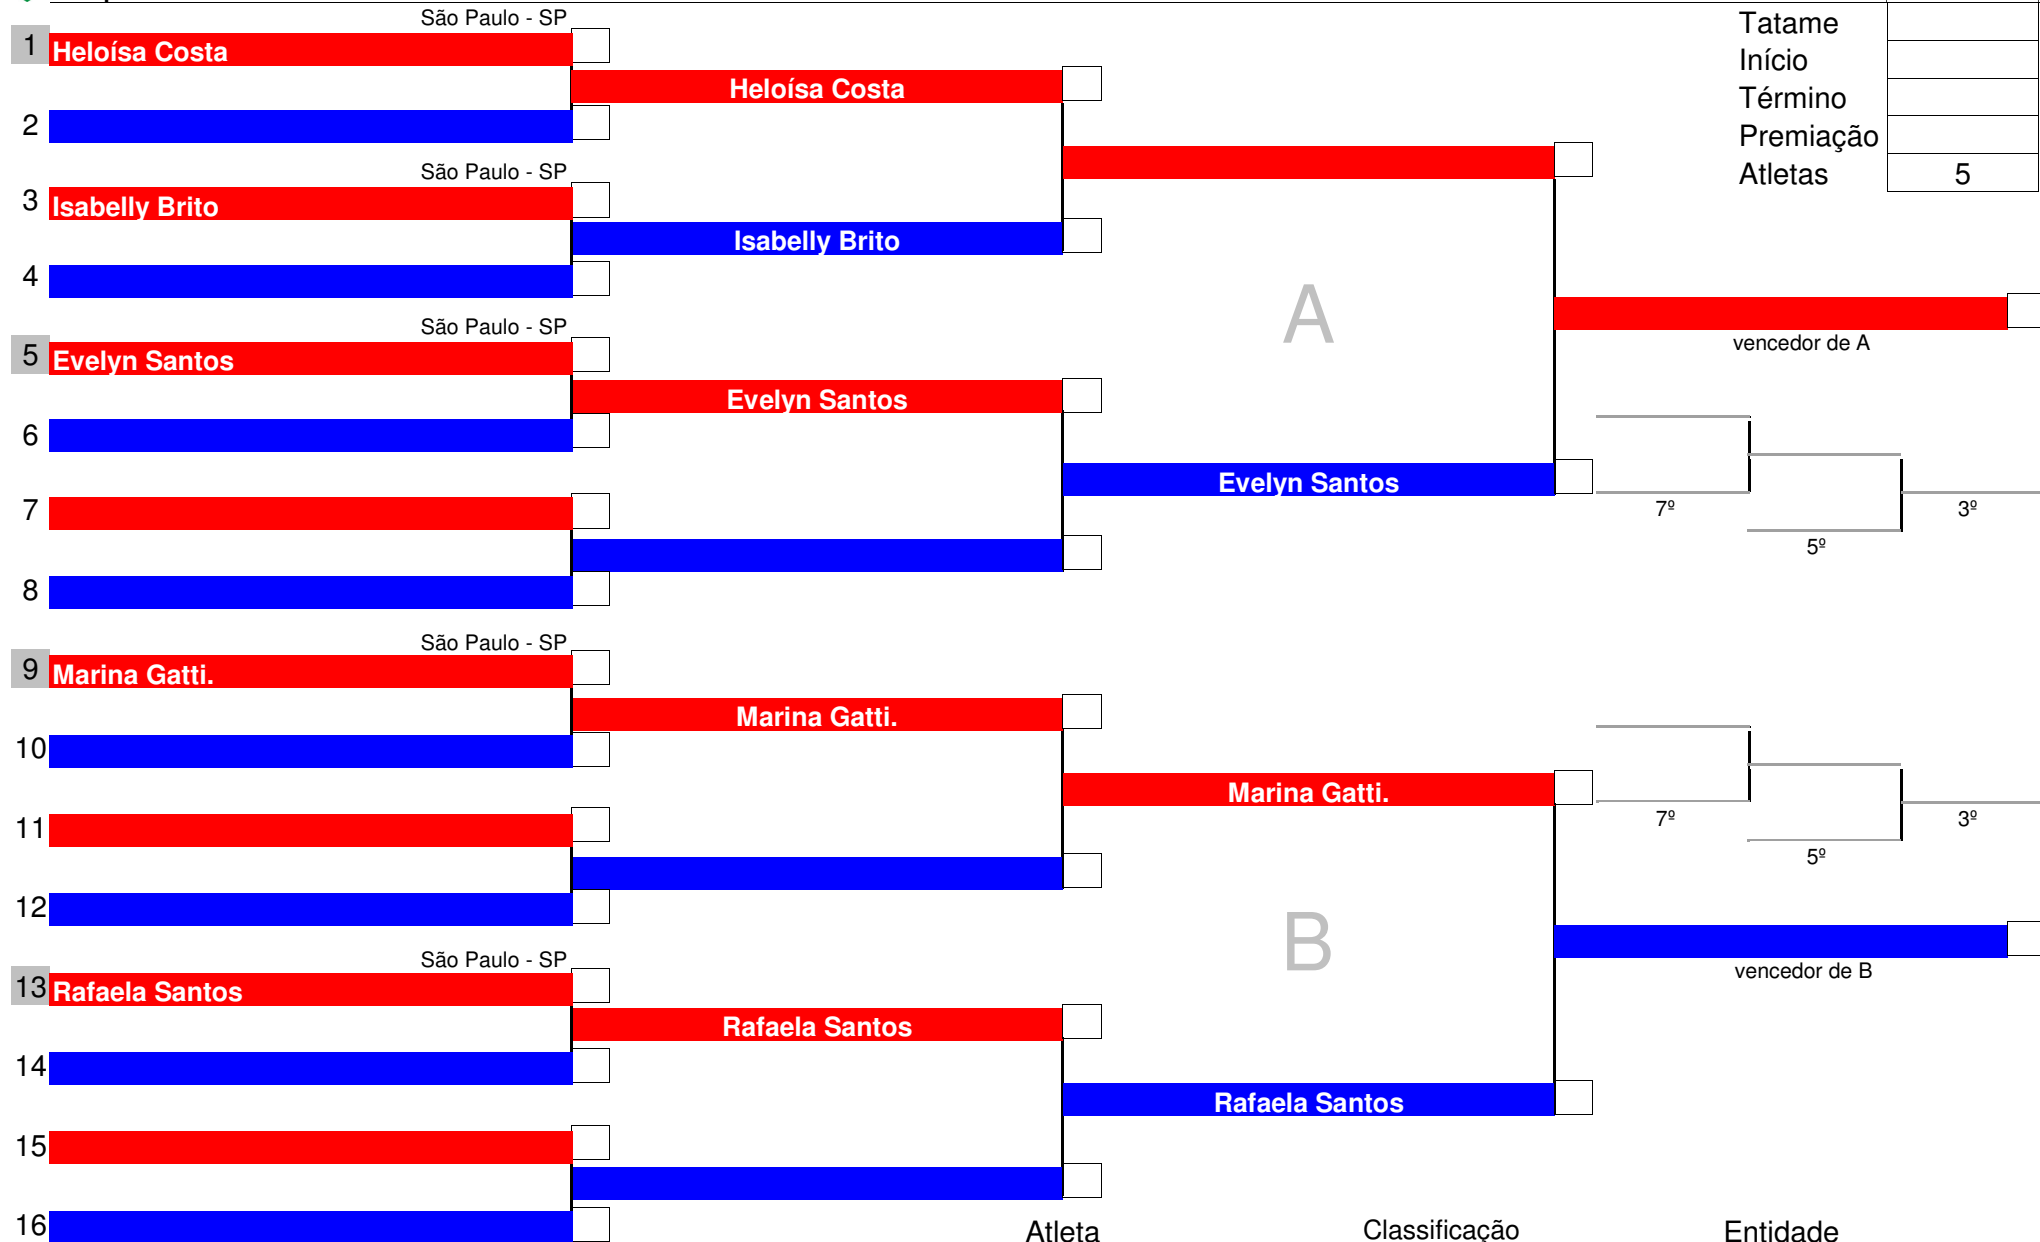 São Paulo - SP
Tatame
1 Heloísa Costa
Heloísa Costa
Início
Término
2
Premiação
São Paulo - SP
Atletas 5
3 Isabelly Brito
Isabelly Brito
4
A
São Paulo - SP
vencedor de A
5 Evelyn Santos
Evelyn Santos
6
Evelyn Santos
7
7º
3º
5º
8
São Paulo - SP
9 Marina Gatti.
Marina Gatti.
10
Marina Gatti.
11
7º
3º
5º
12
B
São Paulo - SP
vencedor de B
13 Rafaela Santos
Rafaela Santos
14
Rafaela Santos
15
16
Atleta Classificação Entidade